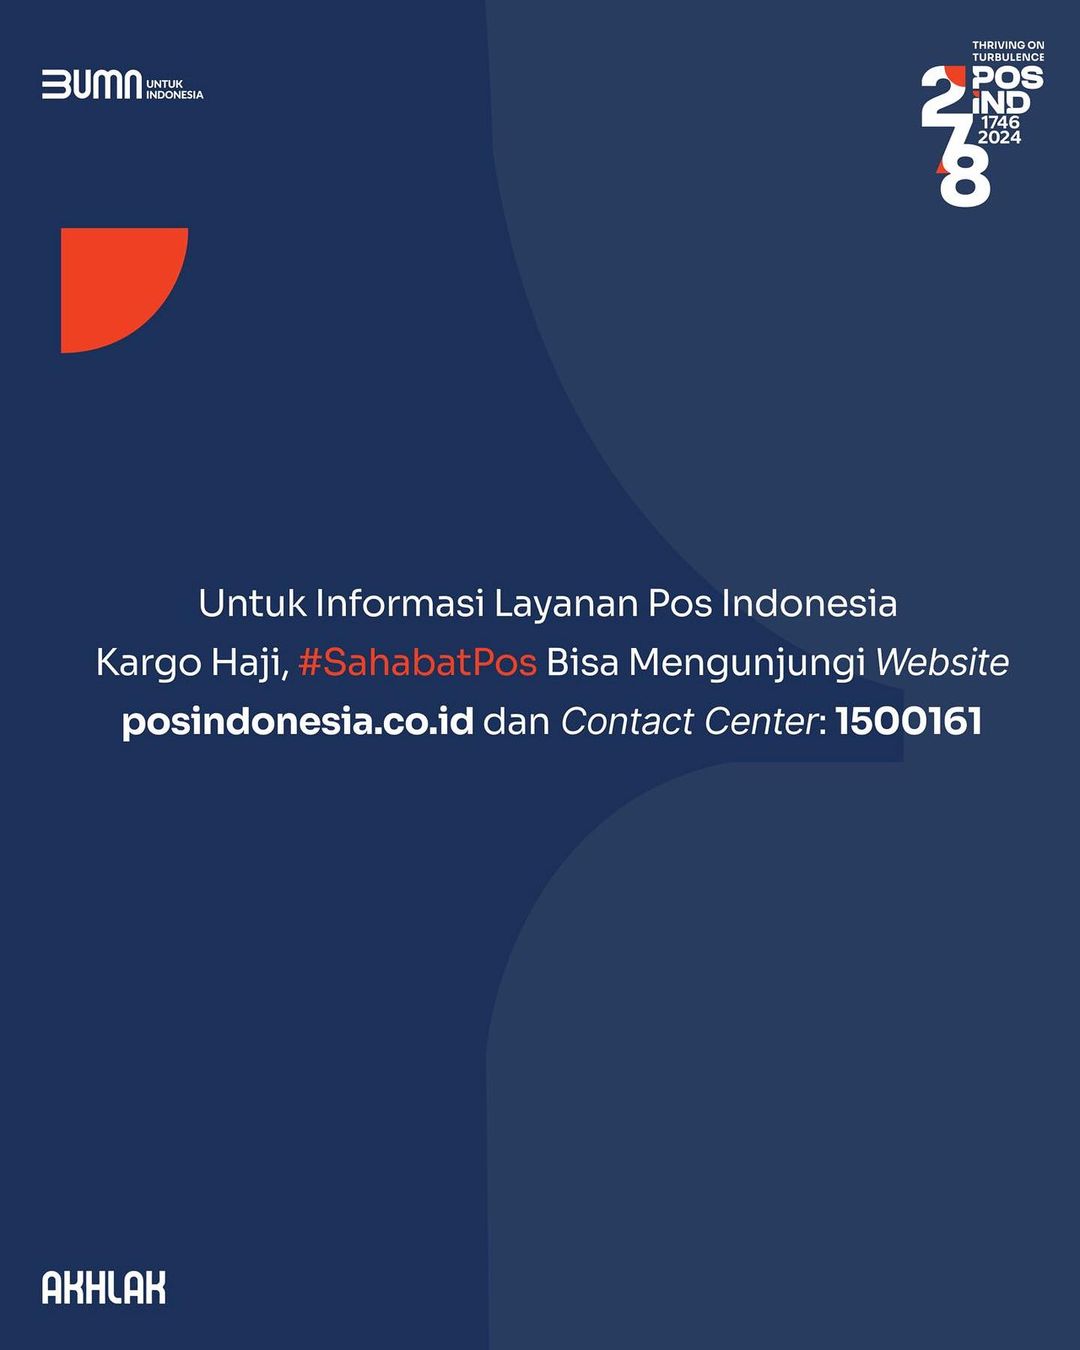 BUMN UNTUK
INDONESIA
THRIVING ON
TURBULENCE
278
POS
IND
1746
2024
Untuk Informasi Layanan Pos Indonesia
Kargo Haji, #SahabatPos Bisa Mengunjungi Website
posindonesia.co.id dan Contact Center: 1500161
AKHLAK